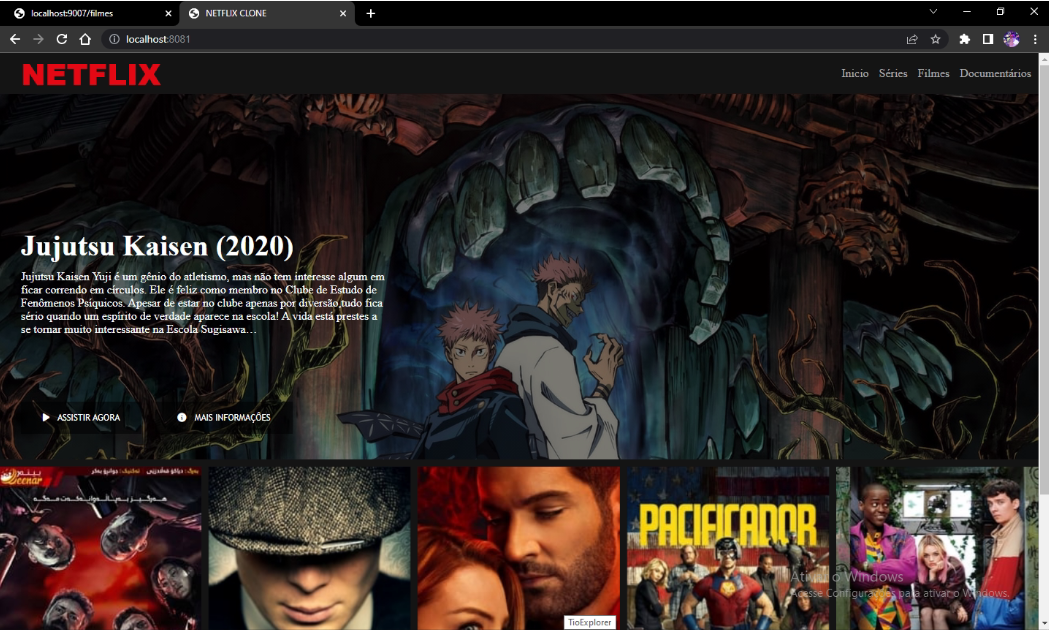 localhost:9007/filmes
NETFLIX CLONE
localhost:8081
NETFLIX
Inicio Séries Filmes Documentários
Jujutsu Kaisen (2020)
Jujutsu Kaisen Yuji é um gênio do atletismo, mas não tem interesse algum em
ficar correndo em círculos. Ele é feliz como membro no Clube de Estudo de
Fenômenos Psíquicos. Apesar de estar no clube apenas por diversão,tudo fica
sério quando um espírito de verdade aparece na escola! A vida está prestes a
se tornar muito interessante na Escola Sugisawa…
ASSISTIR AGORA
MAIS INFORMAÇÕES
PACIFICADOR
o Windows
Acesse Configurações para ativar o Windows.
TioExplorer